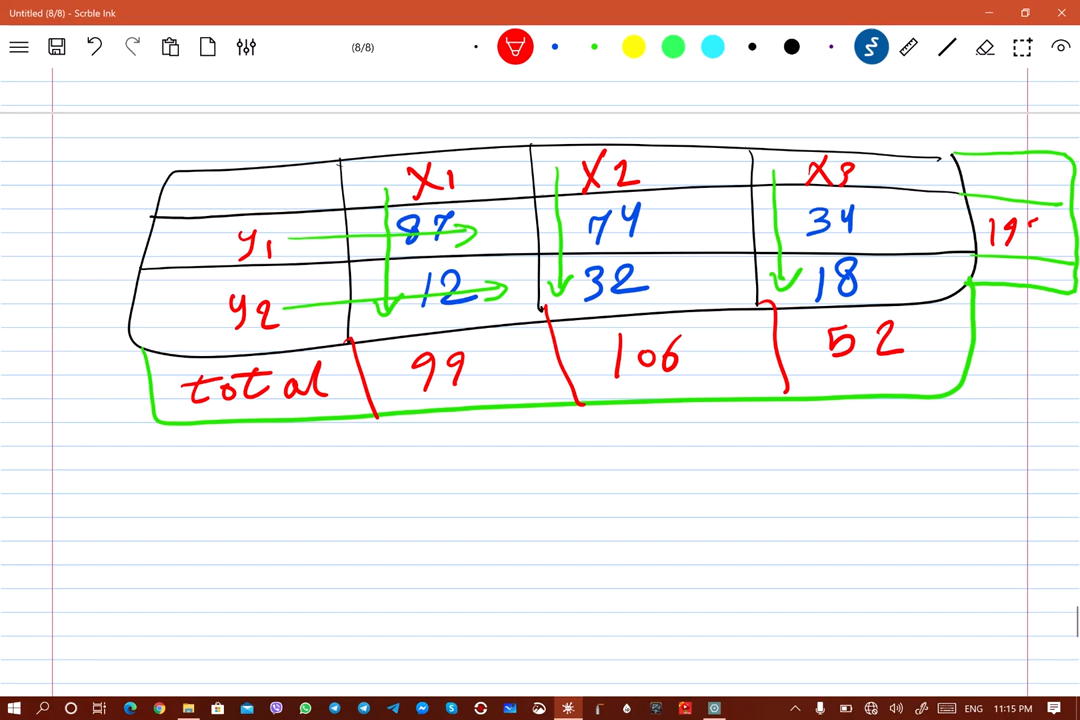 Untitled (8/8) - Scrble Ink
(8/8)
X1 X2 X3
y1 87 74 34
y2 12 32 18
total 99 106 52
ENG 11:15 PM